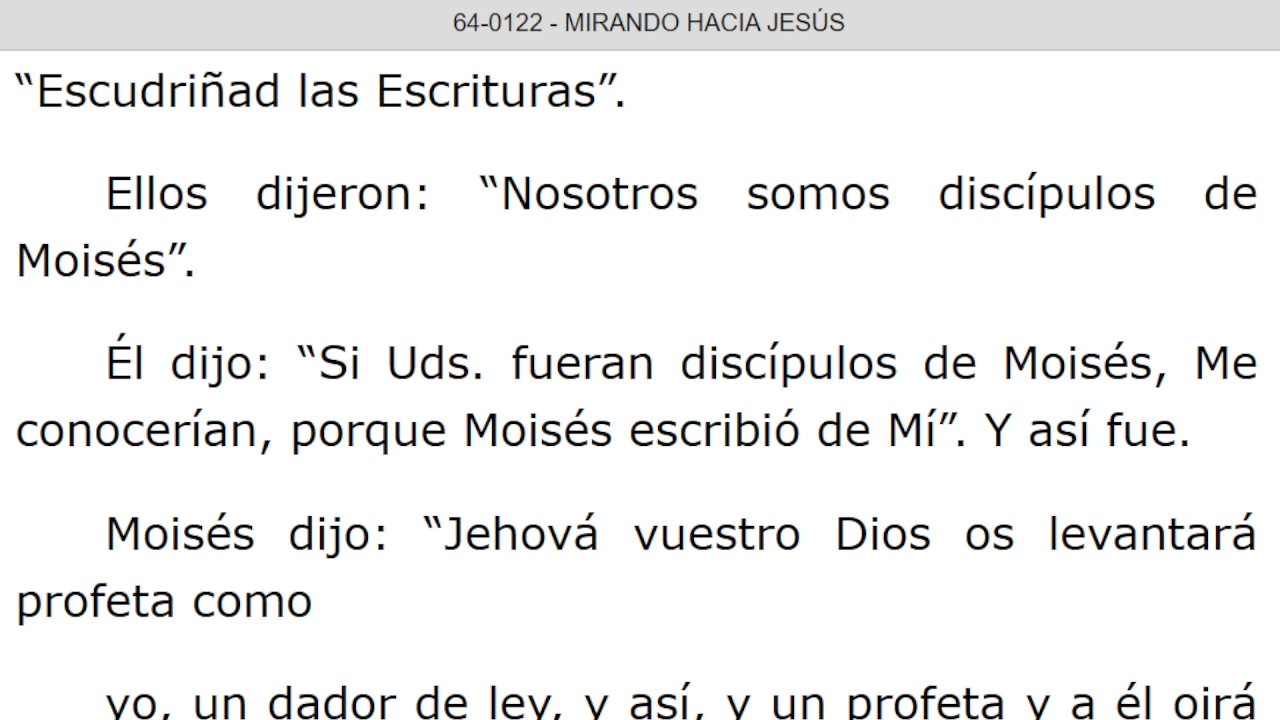 64-0122 - MIRANDO HACIA JESÚS
“Escudriñad las Escrituras”.
Ellos dijeron: “Nosotros somos discípulos de
Moisés”.
Él dijo: “Si Uds. fueran discípulos de Moisés, Me
conocerían, porque Moisés escribió de Mí”. Y así fue.
Moisés dijo: “Jehová vuestro Dios os levantará
profeta como
yo, un dador de ley, y así, y un profeta y a él oirá